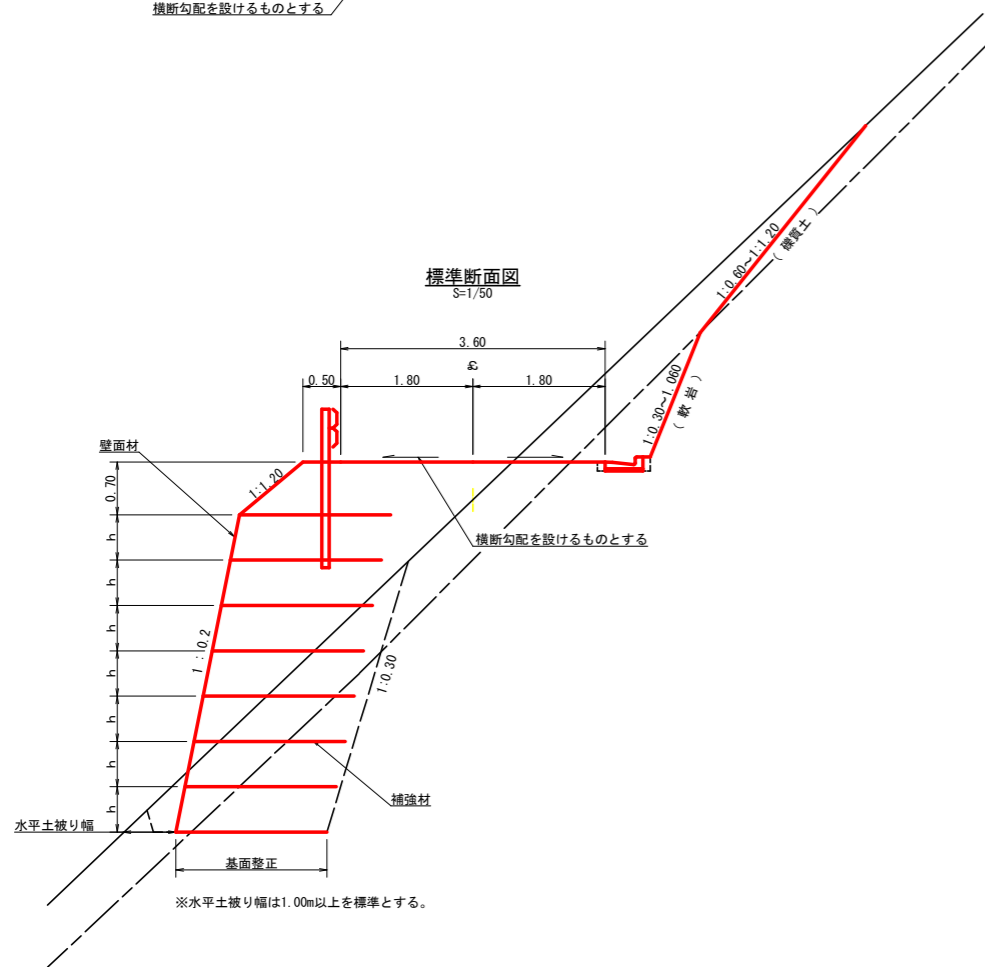 横断勾配を設けるものとする
標準断面図
S=1/50
3.60
0.50
1.80
1.80
1:0.60~1:1.20
( 礫質土 )
1:0.30~1.060
( 軟岩 )
壁面材
1:1.20
0.70
横断勾配を設けるものとする
h
h
h
h
h
h
h
1:0.2
1:0.30
補強材
水平土被り幅
基面整正
※水平土被り幅は1.00m以上を標準とする。